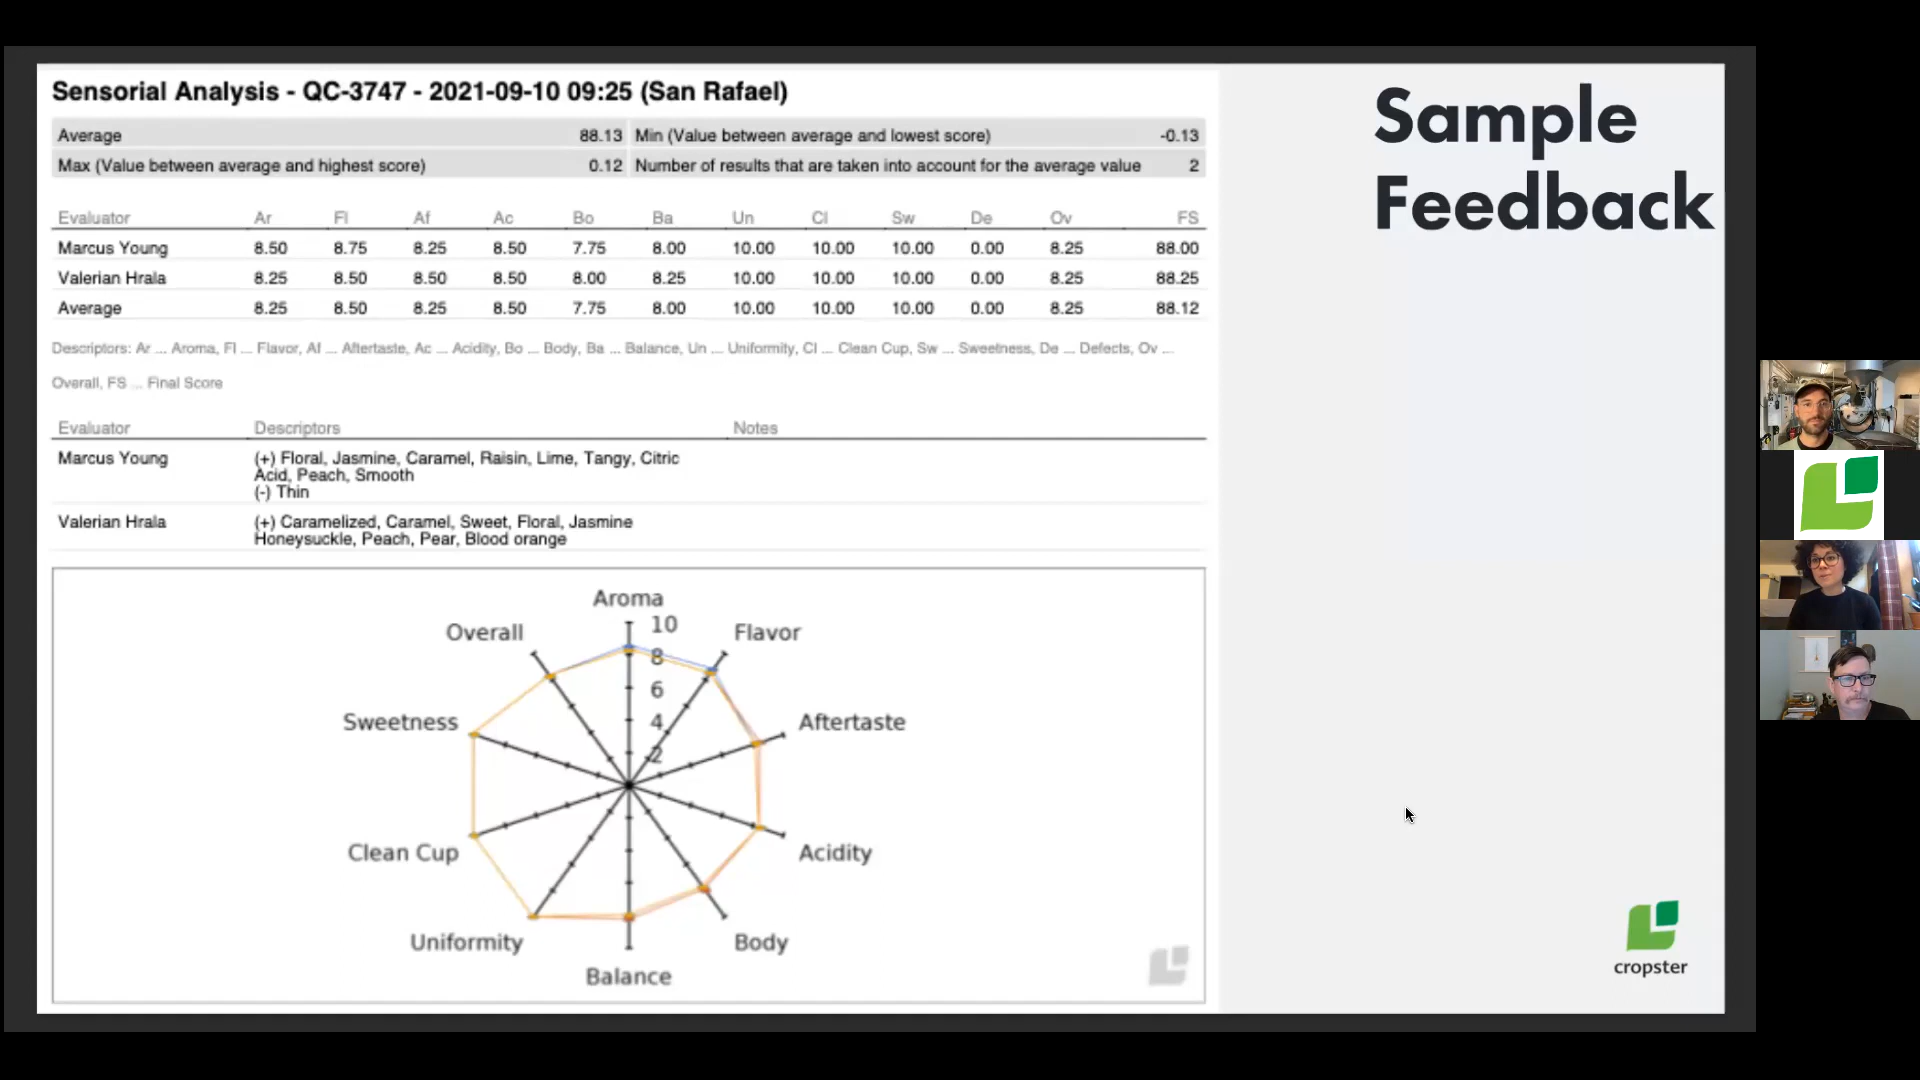 Sensorial Analysis - QC-3747 - 2021-09-10 09:25 (San Rafael)
Sample
Feedback
Average 88.13 Min (Value between average and lowest score) -0.13
Max (Value between average and highest score) 0.12 Number of results that are taken into account for the average value 2
Evaluator Ar Fl Af Ac Bo Ba Un Cl Sw De Ov FS
Marcus Young 8.50 8.75 8.25 8.50 7.75 8.00 10.00 10.00 10.00 0.00 8.25 88.00
Valerian Hrala 8.25 8.50 8.50 8.50 8.00 8.25 10.00 10.00 10.00 0.00 8.25 88.25
Average 8.25 8.50 8.25 8.50 7.75 8.00 10.00 10.00 10.00 0.00 8.25 88.12
Descriptors: Ar ... Aroma, Fl ... Flavor, Af ... Aftertaste, Ac ... Acidity, Bo ... Body, Ba ... Balance, Un ... Uniformity, Cl ... Clean Cup, Sw ... Sweetness, De ... Defects, Ov ...
Overall, FS ... Final Score
Evaluator Descriptors Notes
Marcus Young (+) Floral, Jasmine, Caramel, Raisin, Lime, Tangy, Citric
Acid, Peach, Smooth
(-) Thin
Valerian Hrala (+) Caramelized, Caramel, Sweet, Floral, Jasmine
Honeysuckle, Peach, Pear, Blood orange
Aroma
10
Overall
Flavor
8
6
Sweetness
4
Aftertaste
2
Clean Cup
Acidity
Uniformity
Body
Balance
cropster